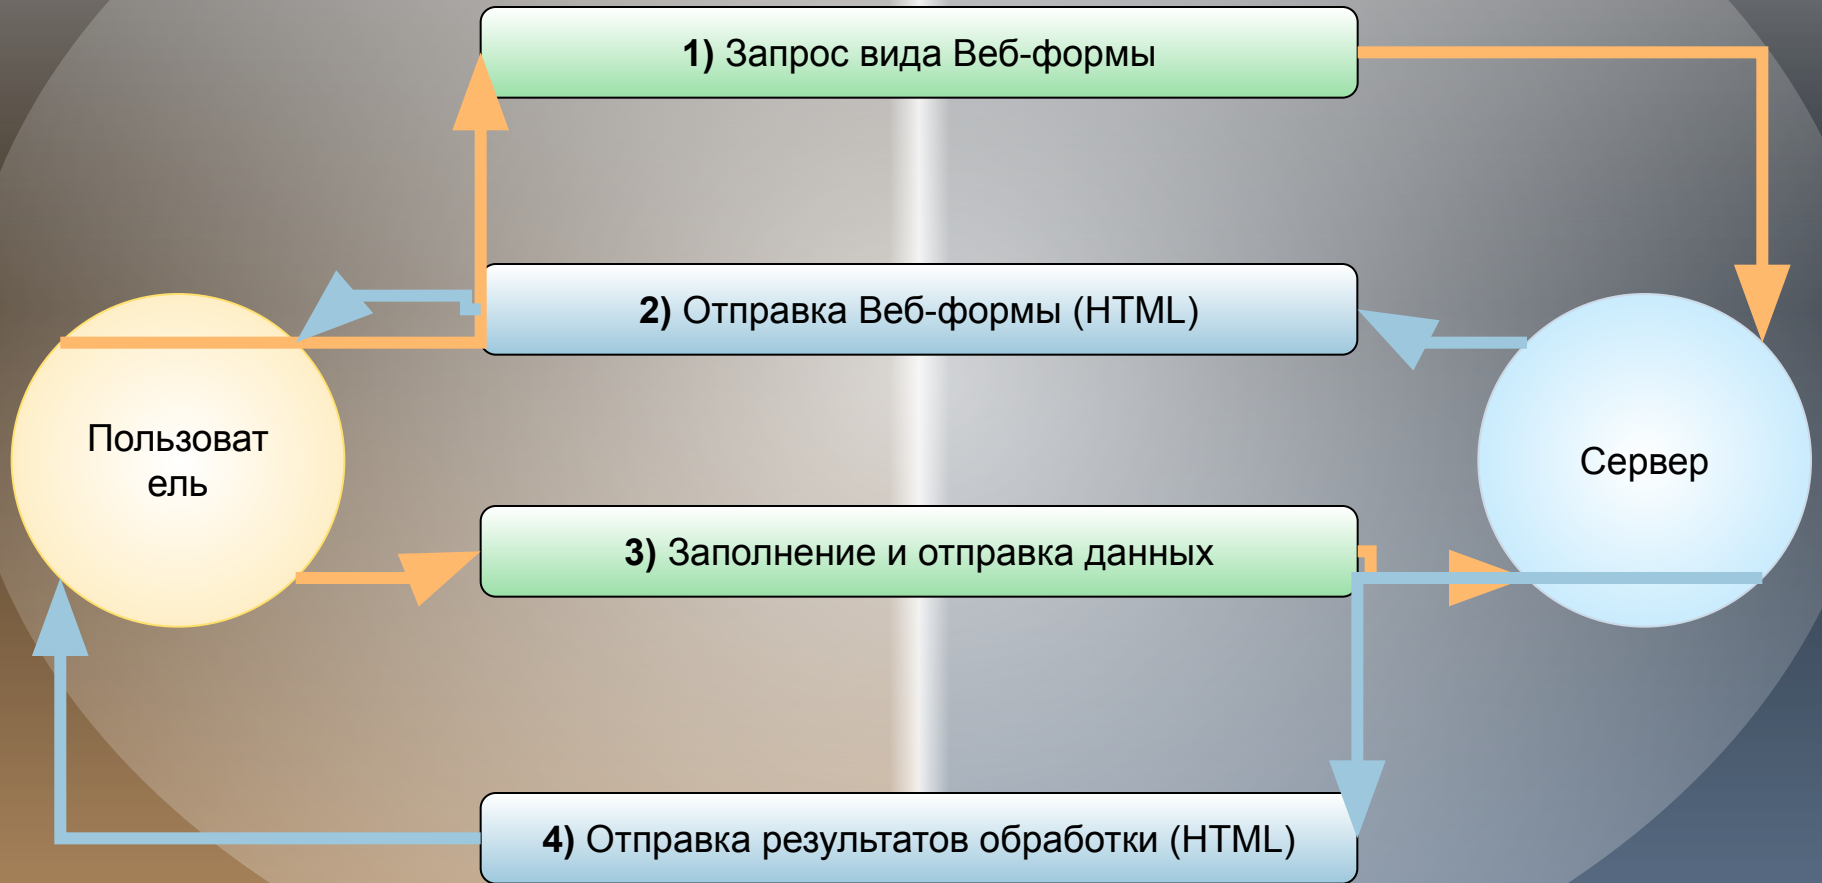 1) Запрос вида Веб-формы
2) Отправка Веб-формы (HTML)
Пользоват
ель
Сервер
3) Заполнение и отправка данных
4) Отправка результатов обработки (HTML)